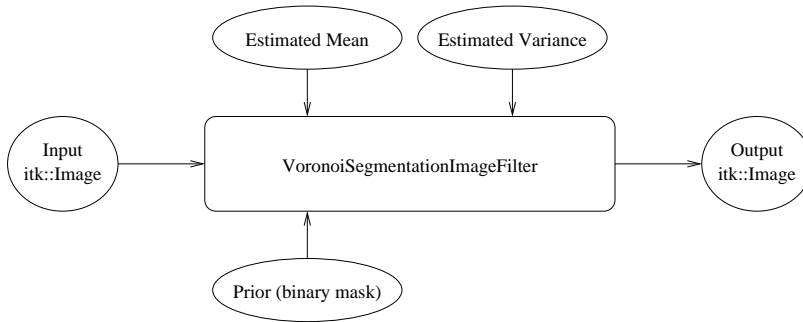 Estimated Mean
Estimated Variance
Input
itk::Image
VoronoiSegmentationImageFilter
Output
itk::Image
Prior (binary mask)